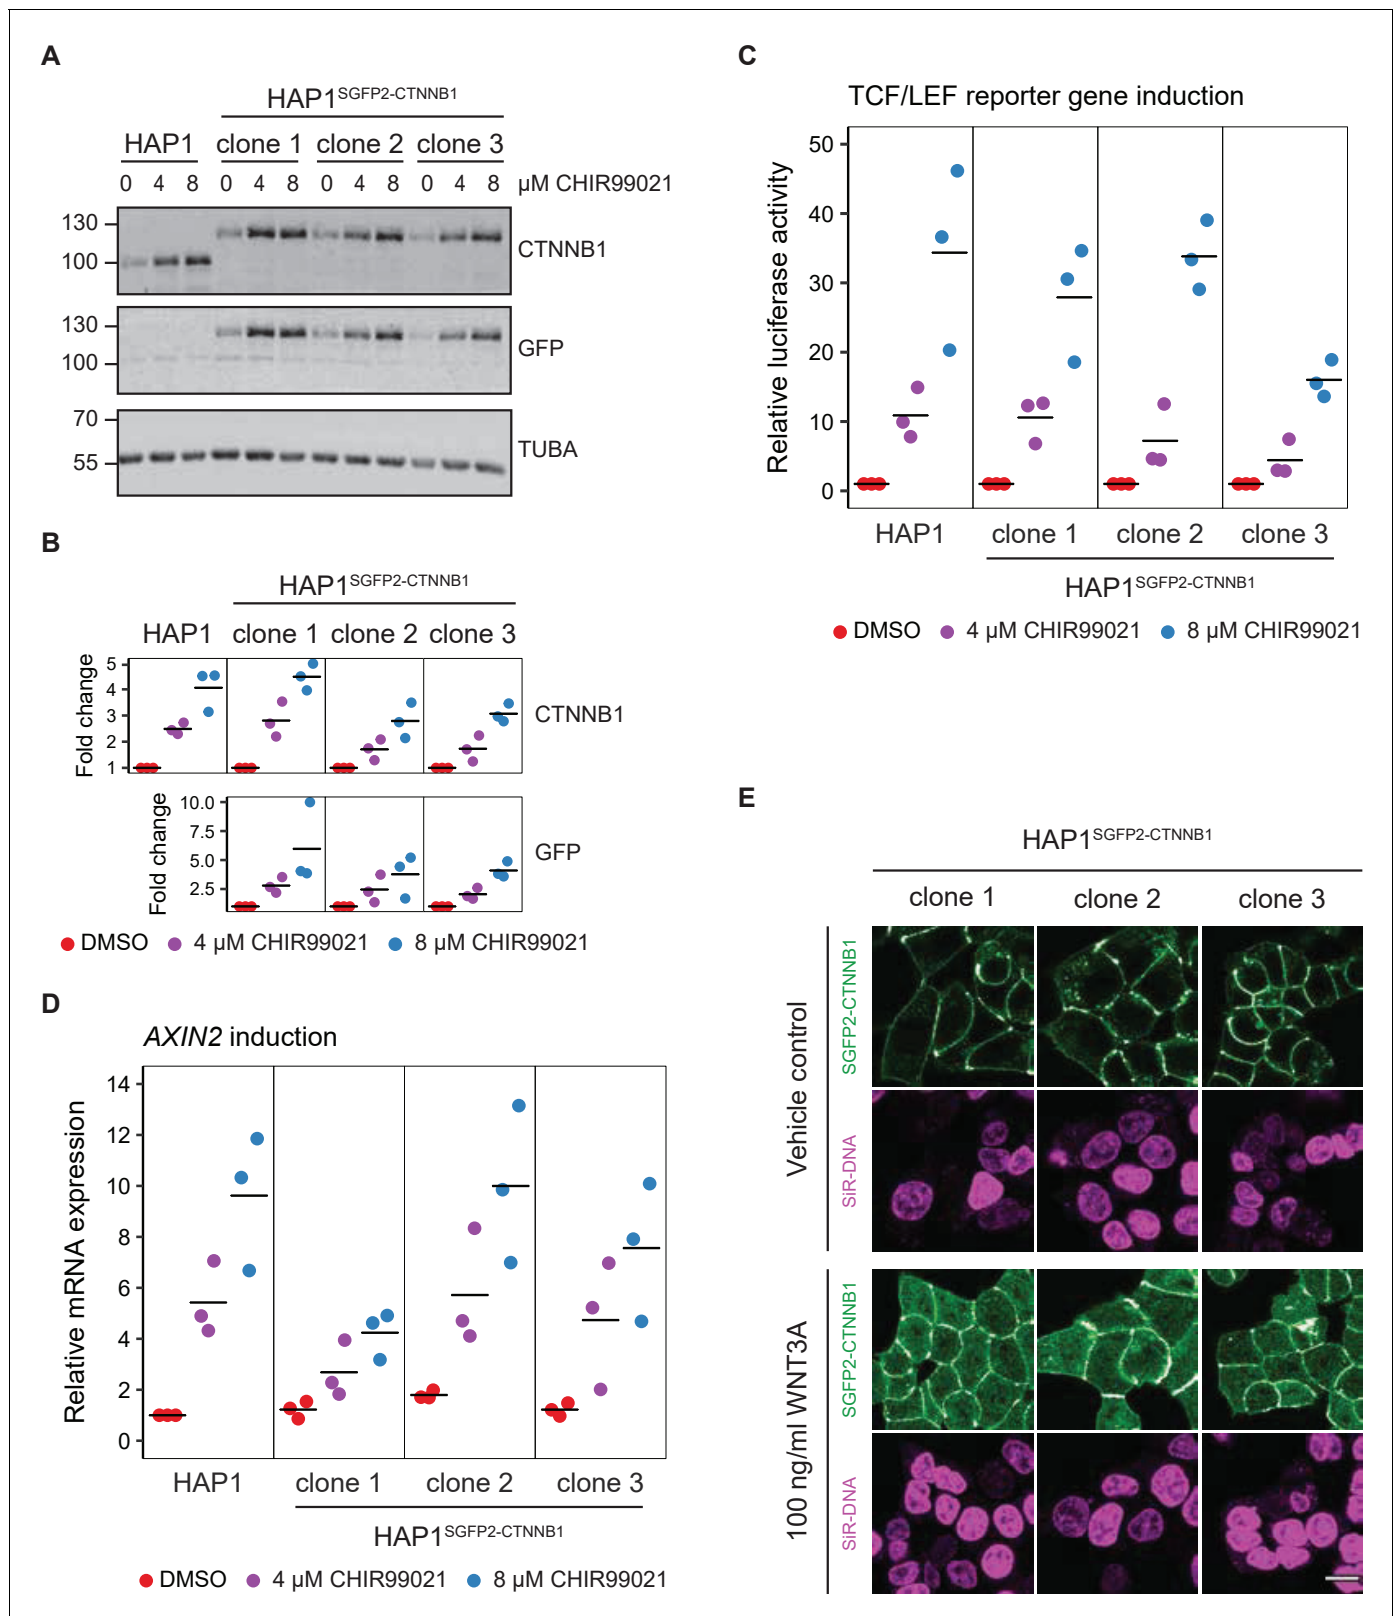 A
HAP1SGFP2-CTNNB1
HAP1 clone 1 clone 2 clone 3
0 4 8 0 4 8 0 4 8 0 4 8 µM CHIR99021
130
100
CTNNB1
130
100
GFP
70
55
TUBA
B
HAP1SGFP2-CTNNB1
HAP1 clone 1 clone 2 clone 3
Fold change
5
4
3
2
1
CTNNB1
Fold change
10.0
7.5
5.0
2.5
GFP
DMSO 4 µM CHIR99021 8 µM CHIR99021
C
TCF/LEF reporter gene induction
Relative luciferase activity
50
40
30
20
10
0
HAP1 clone 1 clone 2 clone 3
HAP1SGFP2-CTNNB1
DMSO 4 µM CHIR99021 8 µM CHIR99021
D
AXIN2 induction
Relative mRNA expression
14
12
10
8
6
4
2
0
HAP1 clone 1 clone 2 clone 3
HAP1SGFP2-CTNNB1
DMSO 4 µM CHIR99021 8 µM CHIR99021
E
HAP1SGFP2-CTNNB1
clone 1 clone 2 clone 3
Vehicle control
SGFP2-CTNNB1
SiR-DNA
100 ng/ml WNT3A
SGFP2-CTNNB1
SiR-DNA